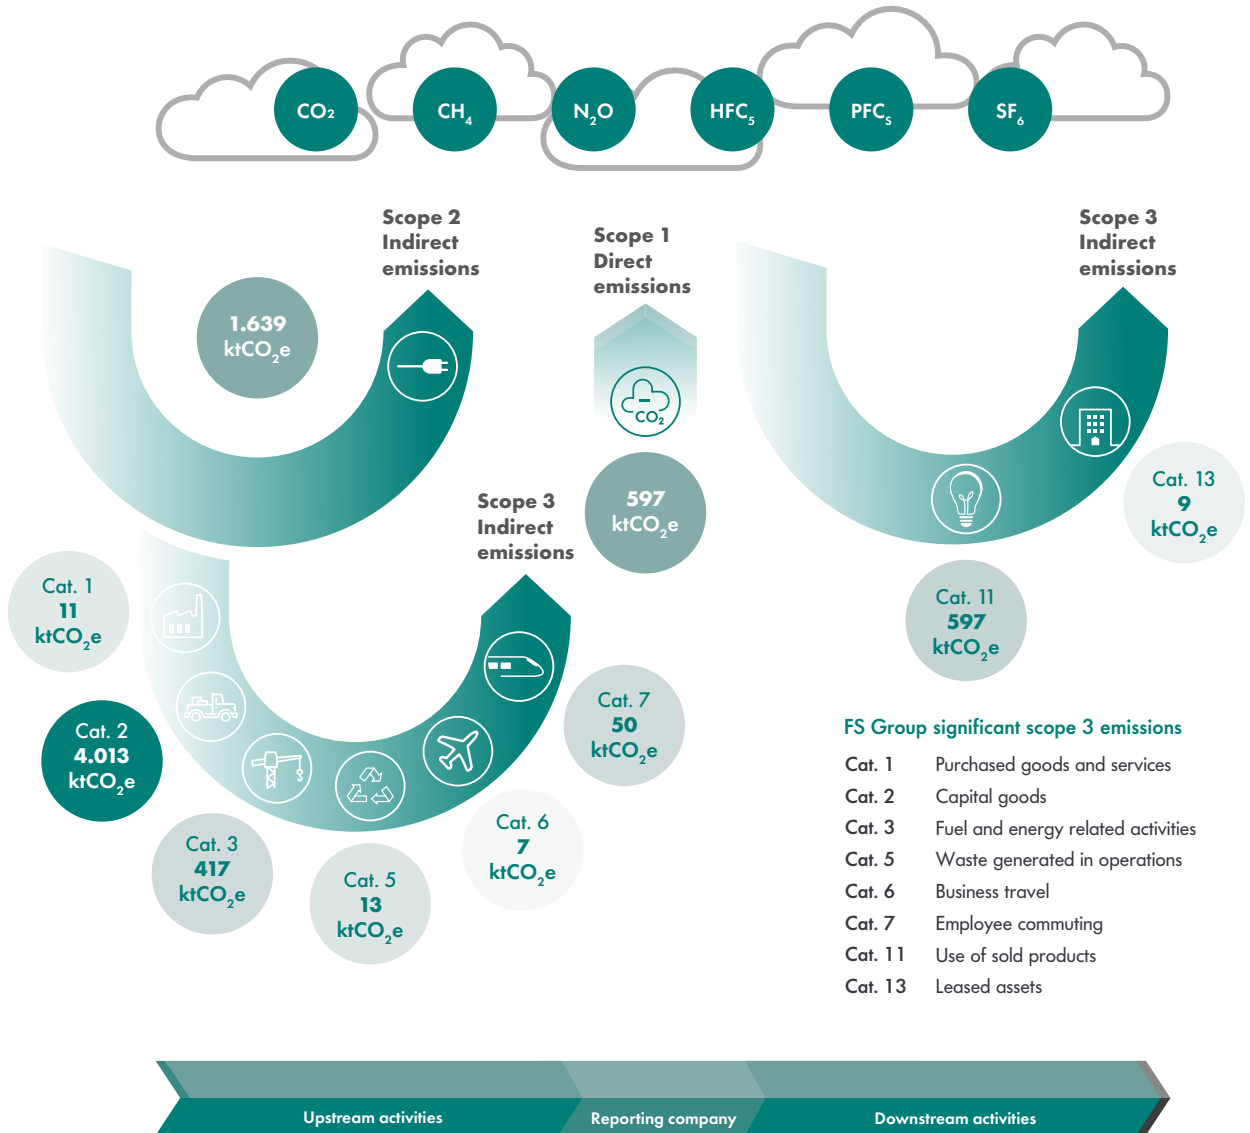 CO2
CH4
N2O
HFC5
PFCS
SF6
Scope 2
Indirect
emissions
1.639
ktCO2e
Scope 1
Direct
emissions
CO2
597
ktCO2e
Scope 3
Indirect
emissions
Cat. 13
9
ktCO2e
Cat. 11
597
ktCO2e
Scope 3
Indirect
emissions
Cat. 1
11
ktCO2e
Cat. 2
4.013
ktCO2e
Cat. 3
417
ktCO2e
Cat. 5
13
ktCO2e
Cat. 6
7
ktCO2e
Cat. 7
50
ktCO2e
FS Group significant scope 3 emissions
Cat. 1 Purchased goods and services
Cat. 2 Capital goods
Cat. 3 Fuel and energy related activities
Cat. 5 Waste generated in operations
Cat. 6 Business travel
Cat. 7 Employee commuting
Cat. 11 Use of sold products
Cat. 13 Leased assets
Upstream activities
Reporting company
Downstream activities